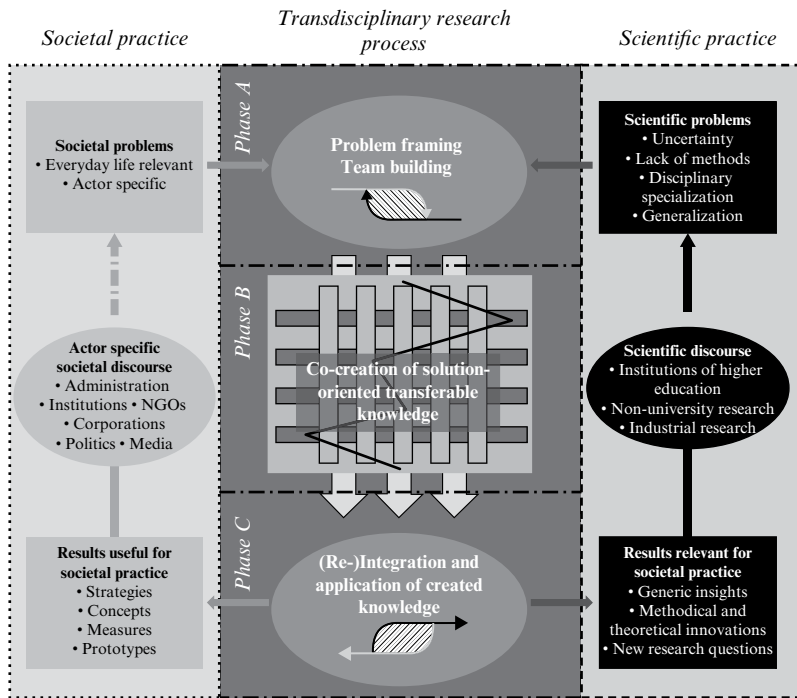 Societal practice
Transdisciplinary research
process
Scientific practice
Phase A
Societal problems
• Everyday life relevant
• Actor specific
Problem framing
Team building
Scientific problems
• Uncertainty
• Lack of methods
• Disciplinary
specialization
• Generalization
Phase B
Actor specific
societal discourse
• Administration
• Institutions • NGOs
• Corporations
• Politics • Media
Co-creation of solution-
oriented transferable
knowledge
Scientific discourse
• Institutions of higher
education
• Non-university research
• Industrial research
Phase C
Results useful for
societal practice
• Strategies
• Concepts
• Measures
• Prototypes
(Re-)Integration and
application of created
knowledge
Results relevant for
societal practice
• Generic insights
• Methodical and
theoretical innovations
• New research questions